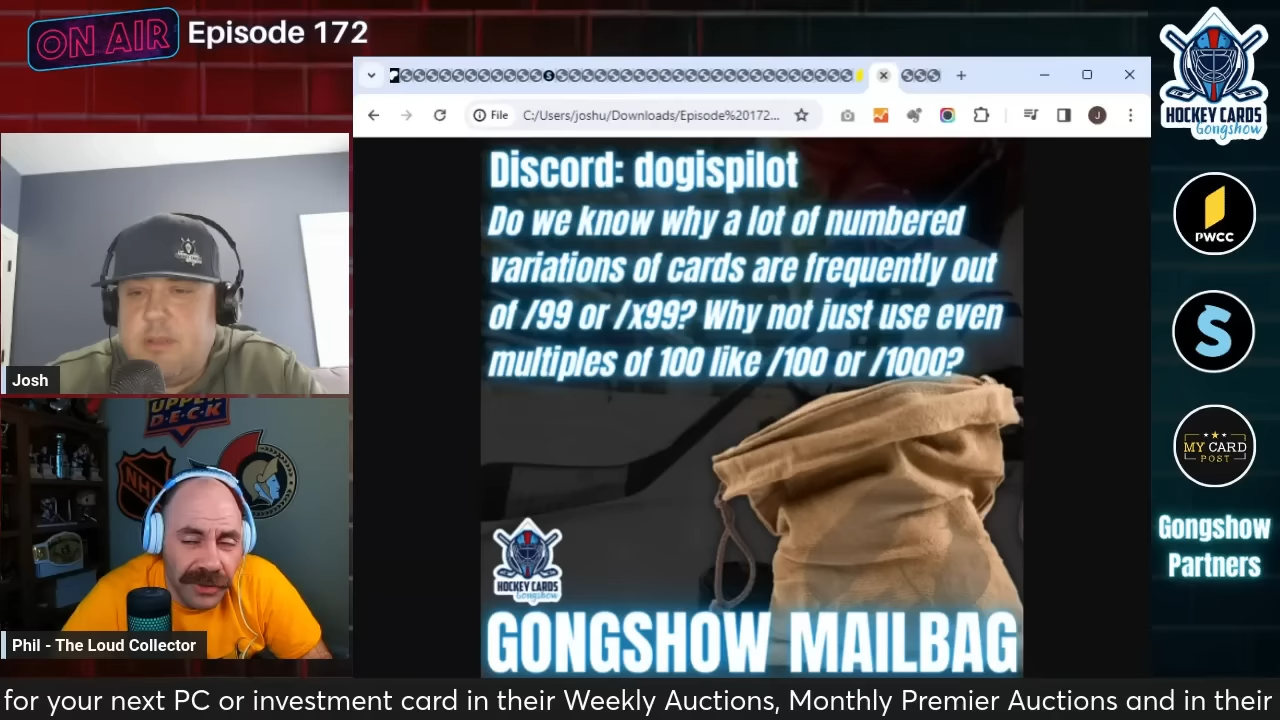 ON AIR
Episode 172
HOCKEY CARDS
Gongshow
File
C:/Users/joshu/Downloads/Episode%20172...
J
Discord: dogispilot
Do we know why a lot of numbered
variations of cards are frequently out
of /99 or /x99? Why not just use even
multiples of 100 like /100 or /1000?
HOCKEY CARDS
Gongshow
GONGSHOW MAILBAG
Josh
UPPER
DECK
NHL
Phil - The Loud Collector
PWCC
S
MY CARD
POST
Gongshow
Partners
for your next PC or investment card in their Weekly Auctions, Monthly Premier Auctions and in their